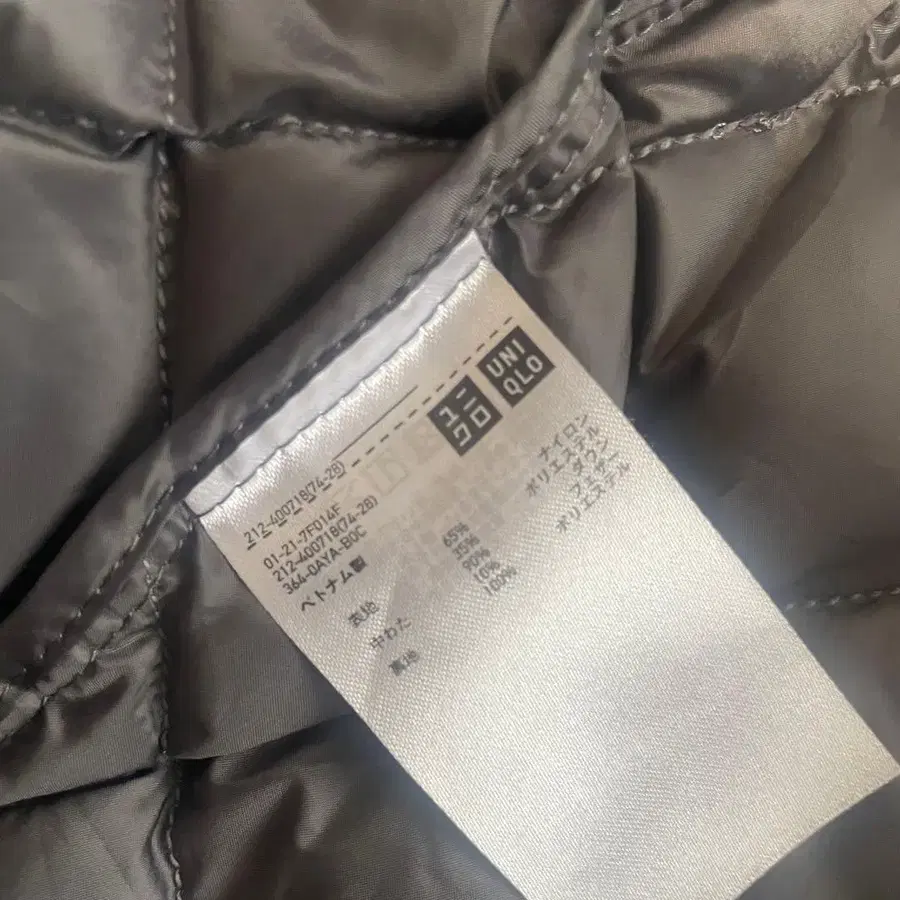 ユニクロ UNIQLO
212-400718(74-28)
01-21-7F014F
212-400718(74-28)
364-0AYA-B0C
ベトナム製
表地 65% ナイロン
35% ポリエステル
中わた 90% ダウン
10% フェザー
裏地 100% ポリエステル